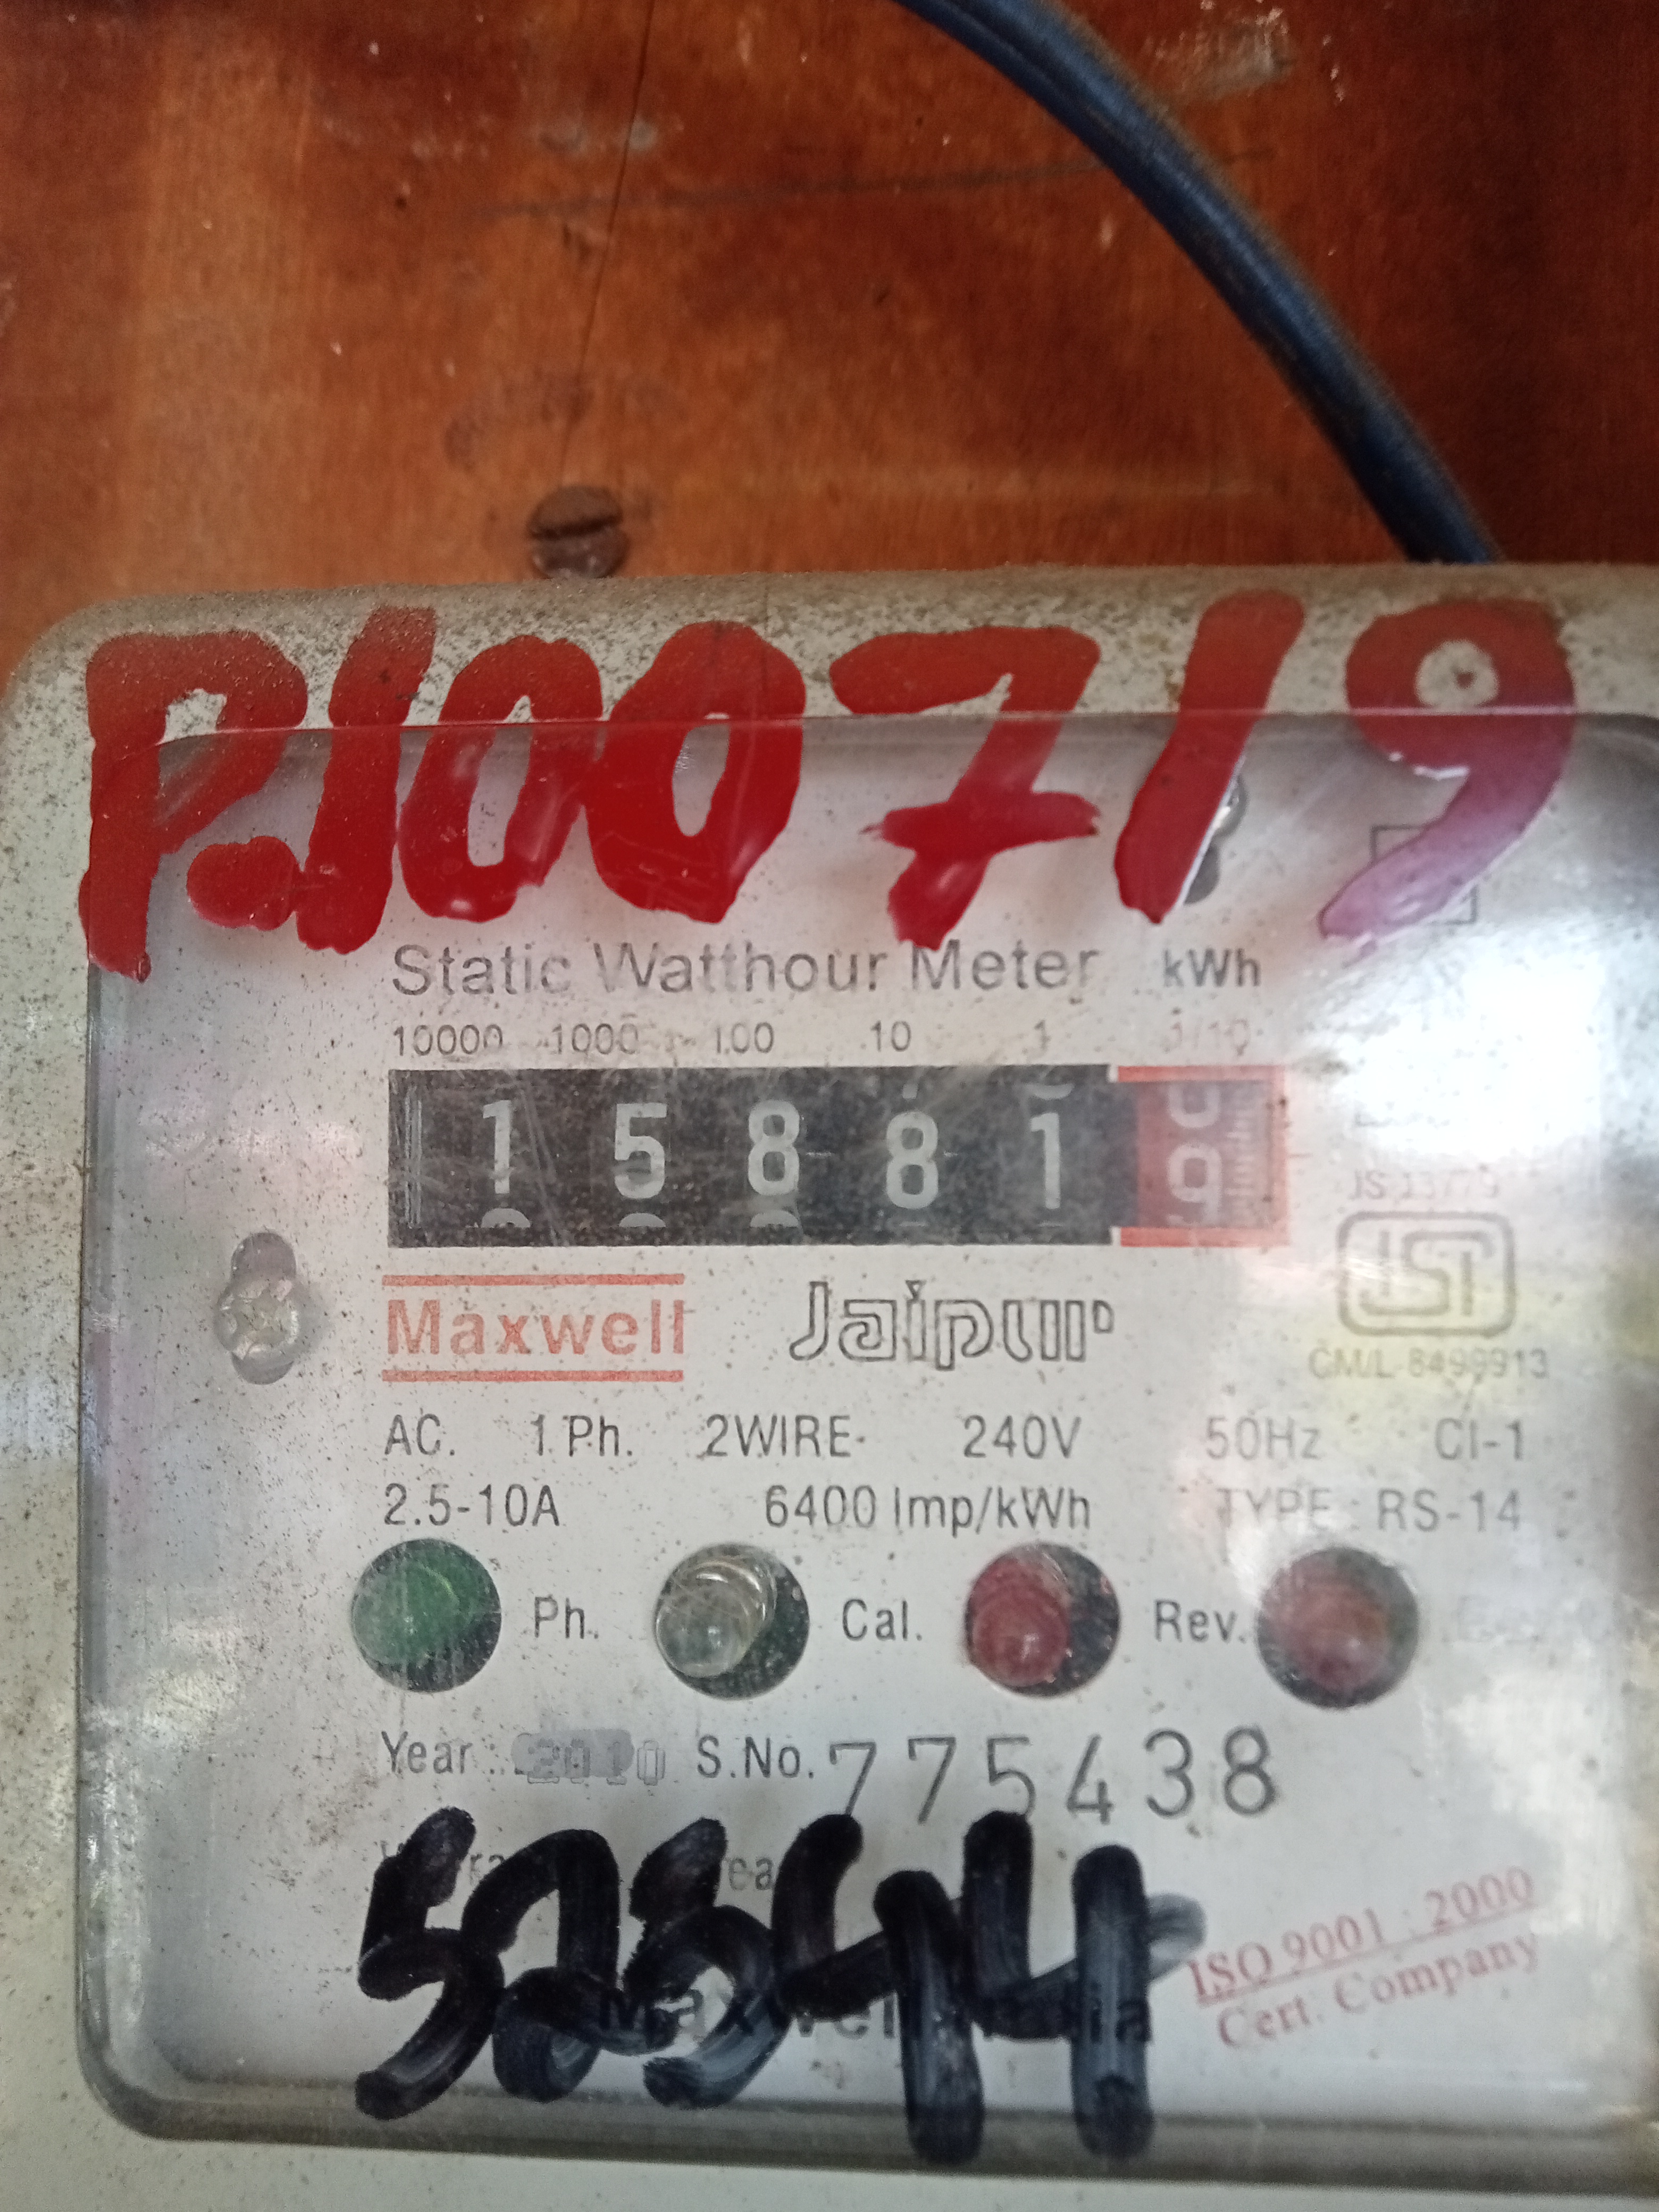 P.100719
Static Watthour Meter kWh
10000 1000 100 10 1 1/10
1 5 8 8 1 9
Maxwell Jaipur
IS 13779
ISI
CM/L-8499913
AC. 1 Ph. 2WIRE 240V 50Hz Cl-1
2.5-10A 6400 Imp/kWh TYPE : RS-14
Ph. Cal. Rev.
Year : 2010 S.No. 775438
ISO 9001 : 2000
Cert. Company